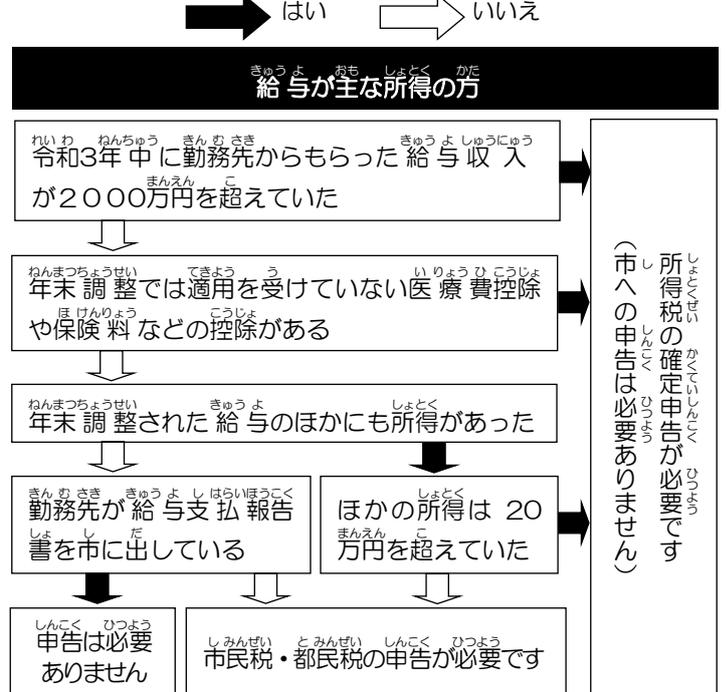 はい
いいえ
給与が主な所得の方
令和3年中に勤務先からもらった給与収入
が2000万円を超えていた
年末調整では適用を受けていない医療費控除
や保険料などの控除がある
年末調整された給与のほかにも所得があった
勤務先が給与支払報告
書を市に出している
ほかの所得は 20
万円を超えていた
所得税の確定申告が必要です
(市への申告は必要ありません)
申告は必要
ありません
市民税・都民税の申告が必要です